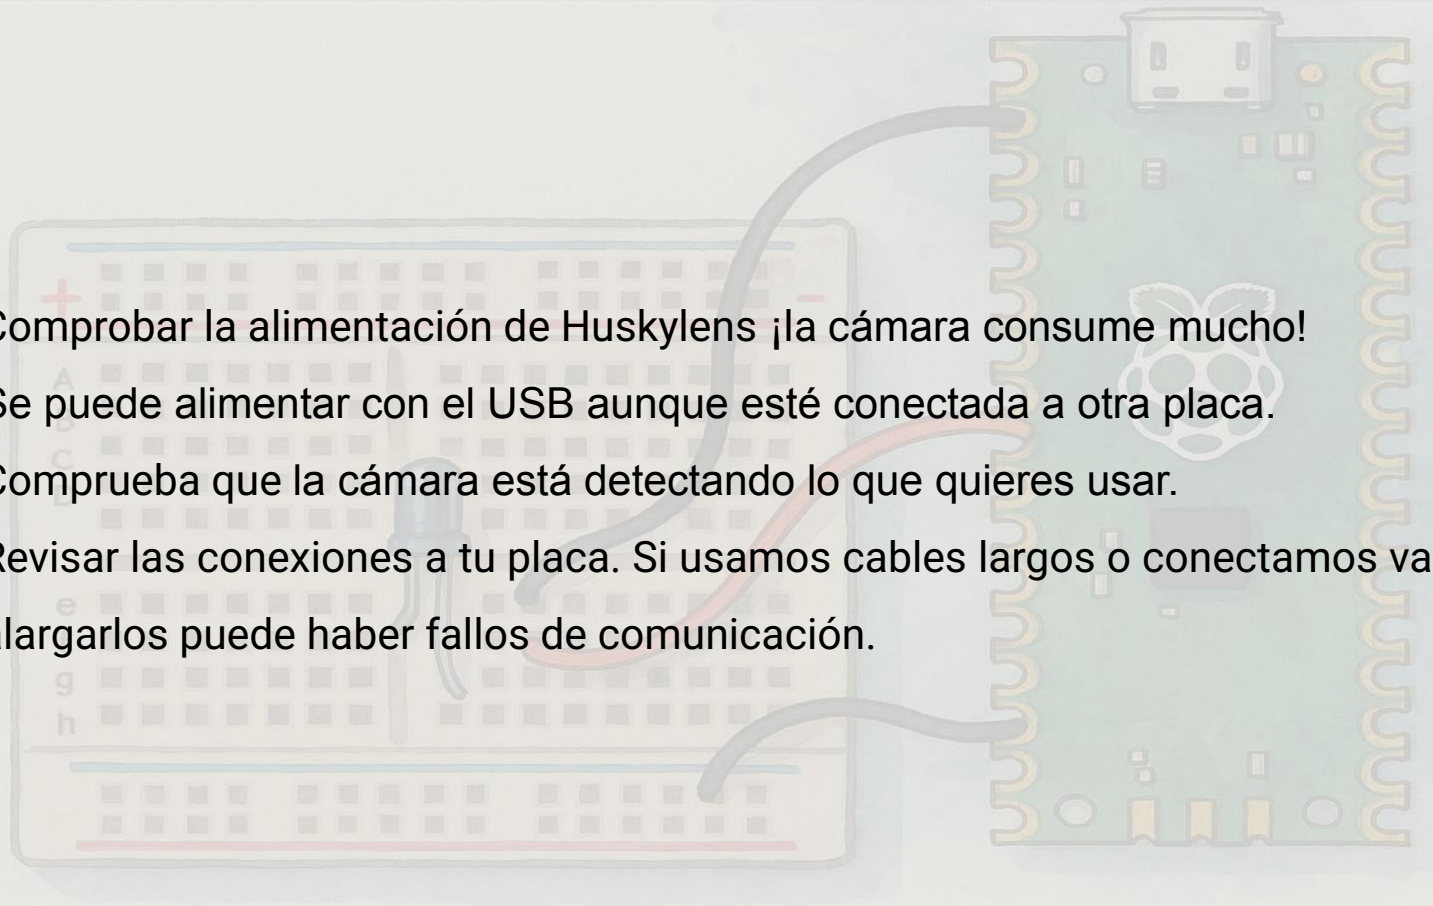 Comprobar la alimentación de Huskylens ¡la cámara consume mucho!
Se puede alimentar con el USB aunque esté conectada a otra placa.
Comprueba que la cámara está detectando lo que quieres usar.
Revisar las conexiones a tu placa. Si usamos cables largos o conectamos
alargarlos puede haber fallos de comunicación.
A
B
C
D
e
g
h